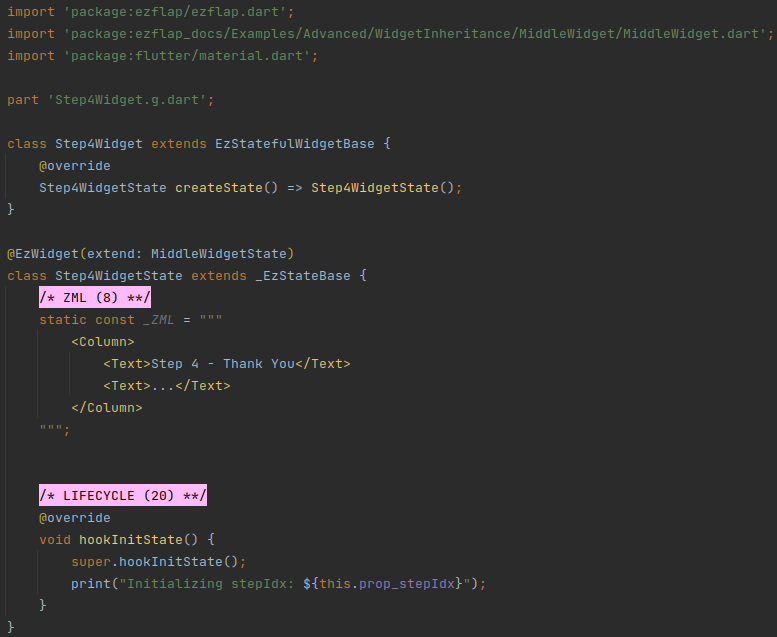 import 'package:ezflap/ezflap.dart';
import 'package:ezflap_docs/Examples/Advanced/WidgetInheritance/MiddleWidget/MiddleWidget.dart';
import 'package:flutter/material.dart';

part 'Step4Widget.g.dart';

class Step4Widget extends EzStatefulWidgetBase {
    @override
    Step4WidgetState createState() => Step4WidgetState();
}

@EzWidget(extend: MiddleWidgetState)
class Step4WidgetState extends _EzStateBase {
    /* ZML (8) **/
    static const _ZML = """
        <Column>
            <Text>Step 4 - Thank You</Text>
            <Text>...</Text>
        </Column>
    """;


    /* LIFECYCLE (20) **/
    @override
    void hookInitState() {
        super.hookInitState();
        print("Initializing stepIdx: ${this.prop_stepIdx}");
    }
}